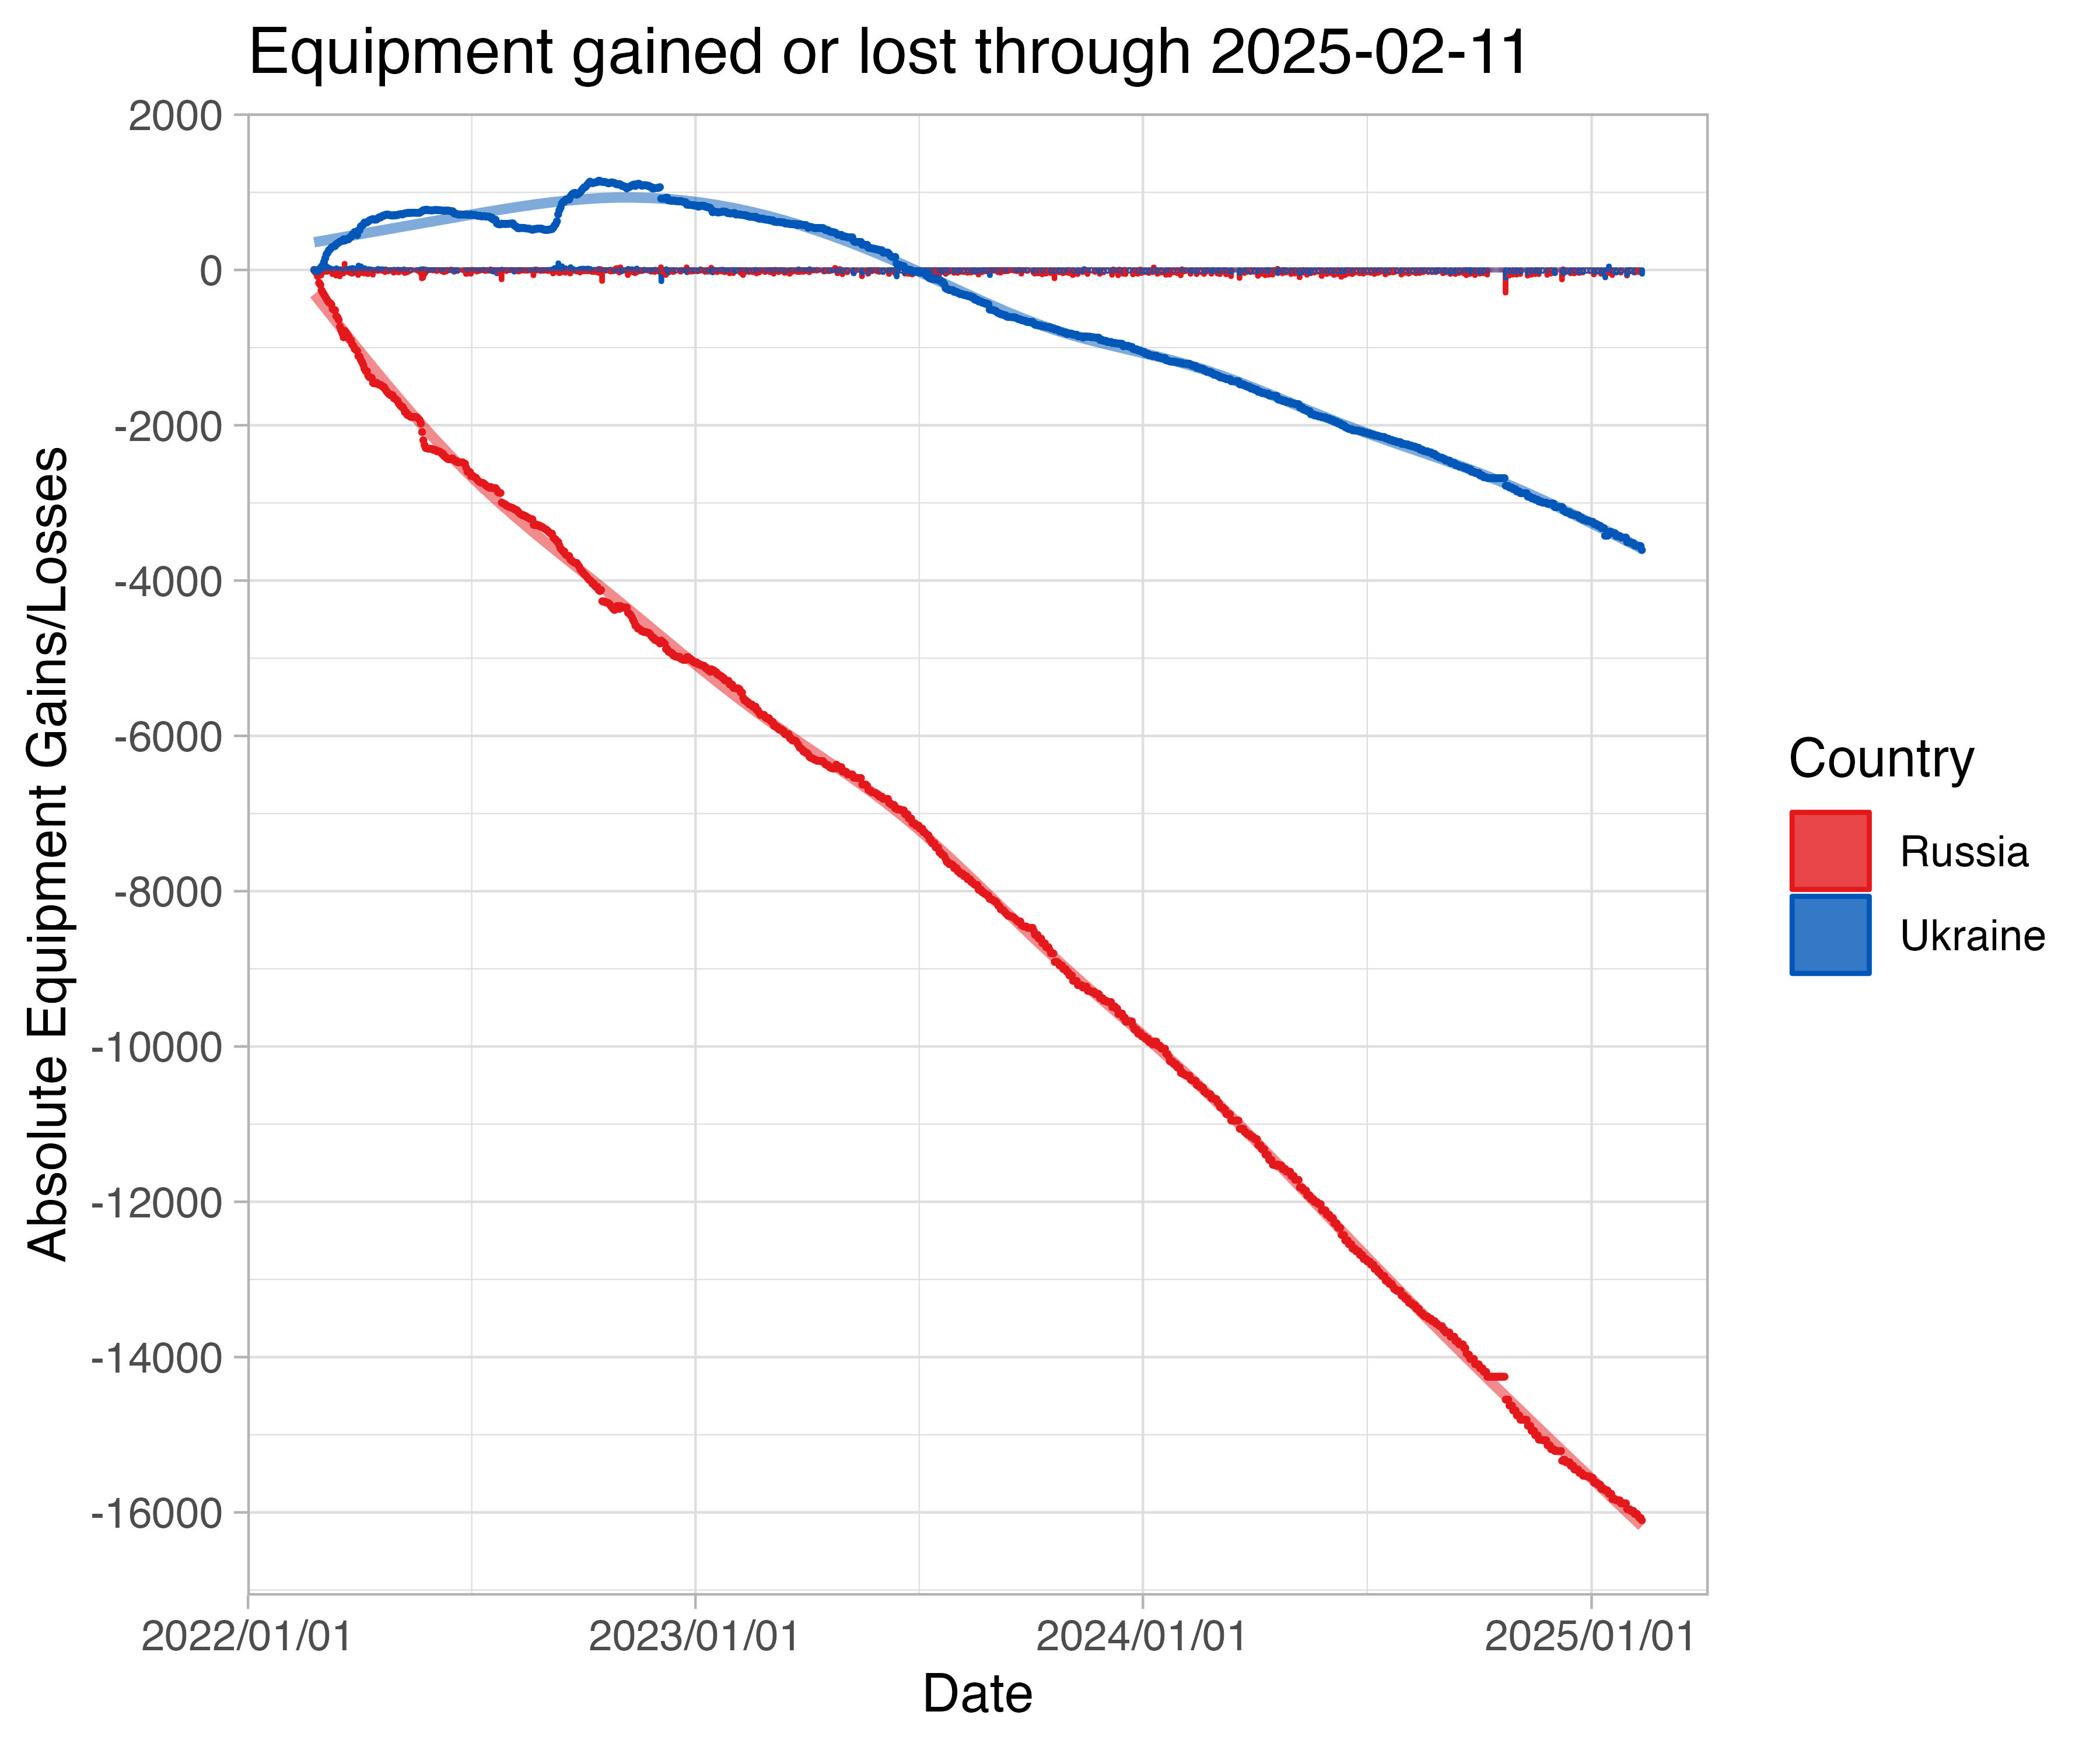 Equipment gained or lost through 2025-02-11
Absolute Equipment Gains/Losses
2000
0
-2000
-4000
-6000
-8000
-10000
-12000
-14000
-16000
2022/01/01
2023/01/01
2024/01/01
2025/01/01
Date
Country
Russia
Ukraine